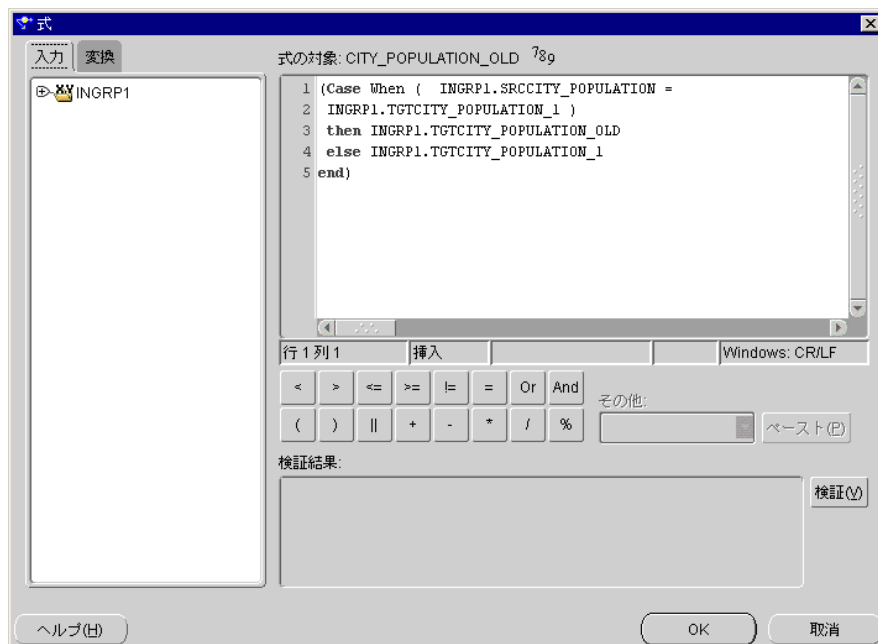 式
入力 変換
INGRP1
式の対象: CITY_POPULATION_OLD 789
1 (Case When (  INGRP1.SRCCITY_POPULATION =
2  INGRP1.TGTCITY_POPULATION_1 )
3  then INGRP1.TGTCITY_POPULATION_OLD
4  else INGRP1.TGTCITY_POPULATION_1
5 end)
行 1 列 1 挿入 Windows: CR/LF
< > <= >= != = Or And
その他:
( ) || + - * / % ペースト(P)
検証結果:
検証(V)
ヘルプ(H) OK 取消